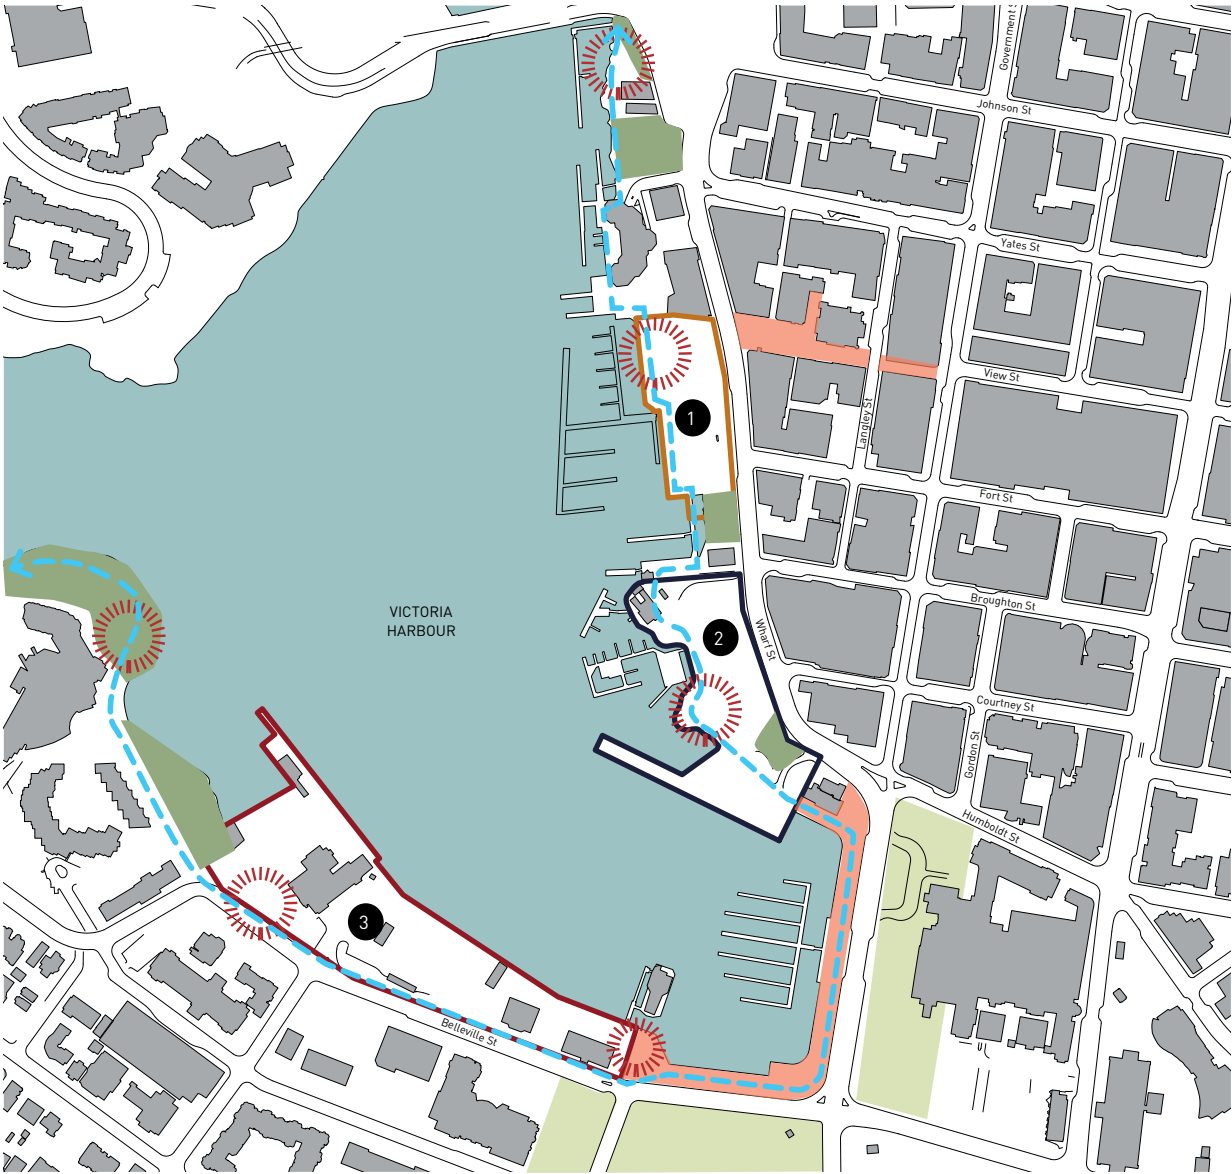 Government S
Johnson St
Yates St
View St
Langley St
1
Fort St
Broughton St
VICTORIA
HARBOUR
2
Wharf St
Courtney St
Gordon St
Humboldt St
3
Belleville St